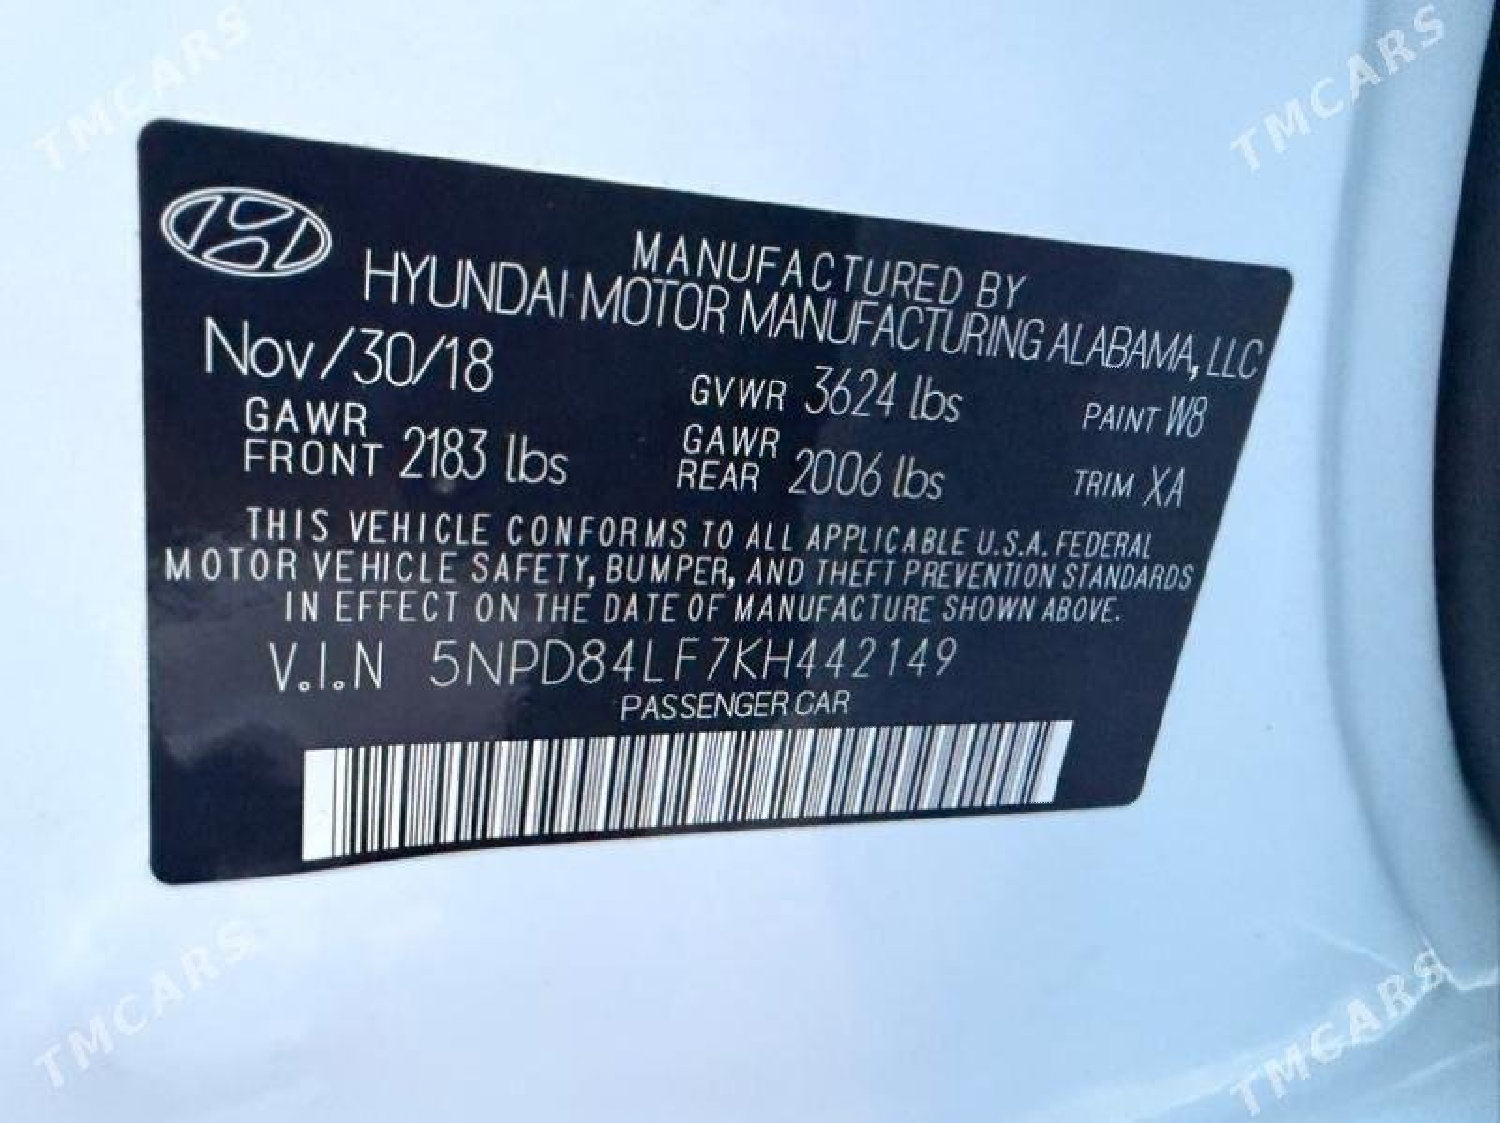 TMCARS
TMCARS
MANUFACTURED BY
HYUNDAI MOTOR MANUFACTURING ALABAMA, LLC
Nov/30/18
GVWR 3624 lbs
PAINT W8
GAWR
FRONT 2183 lbs
GAWR
REAR 2006 lbs
TRIM XA
THIS VEHICLE CONFORMS TO ALL APPLICABLE U.S.A. FEDERAL
MOTOR VEHICLE SAFETY, BUMPER, AND THEFT PREVENTION STANDARDS
IN EFFECT ON THE DATE OF MANUFACTURE SHOWN ABOVE.
V.I.N 5NPD84LF7KH442149
PASSENGER CAR
TMCARS
TMCARS